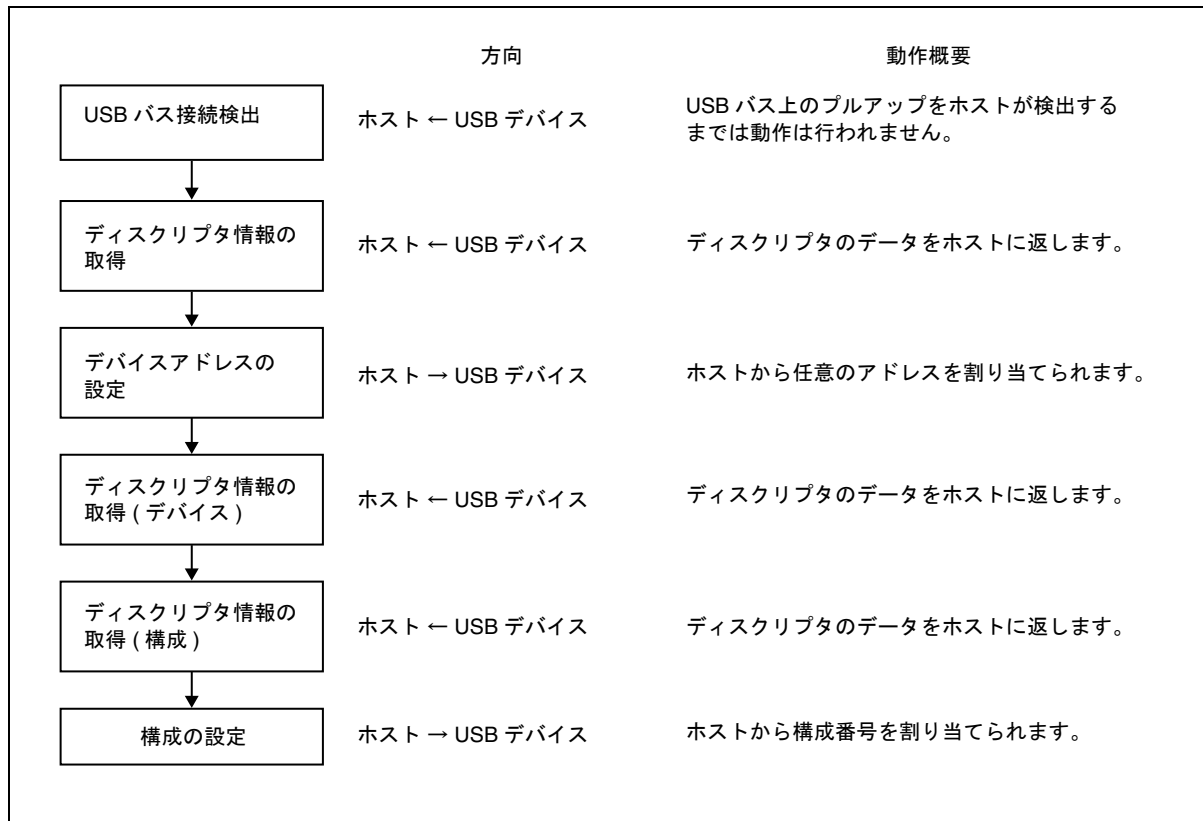 方向
動作概要
USB バス接続検出
ホスト ← USB デバイス
USB バス上のプルアップをホストが検出する
までは動作は行われません。
ディスクリプタ情報の
取得
ホスト ← USB デバイス
ディスクリプタのデータをホストに返します。
デバイスアドレスの
設定
ホスト → USB デバイス
ホストから任意のアドレスを割り当てられます。
ディスクリプタ情報の
取得 ( デバイス )
ホスト ← USB デバイス
ディスクリプタのデータをホストに返します。
ディスクリプタ情報の
取得 ( 構成 )
ホスト ← USB デバイス
ディスクリプタのデータをホストに返します。
構成の設定
ホスト → USB デバイス
ホストから構成番号を割り当てられます。